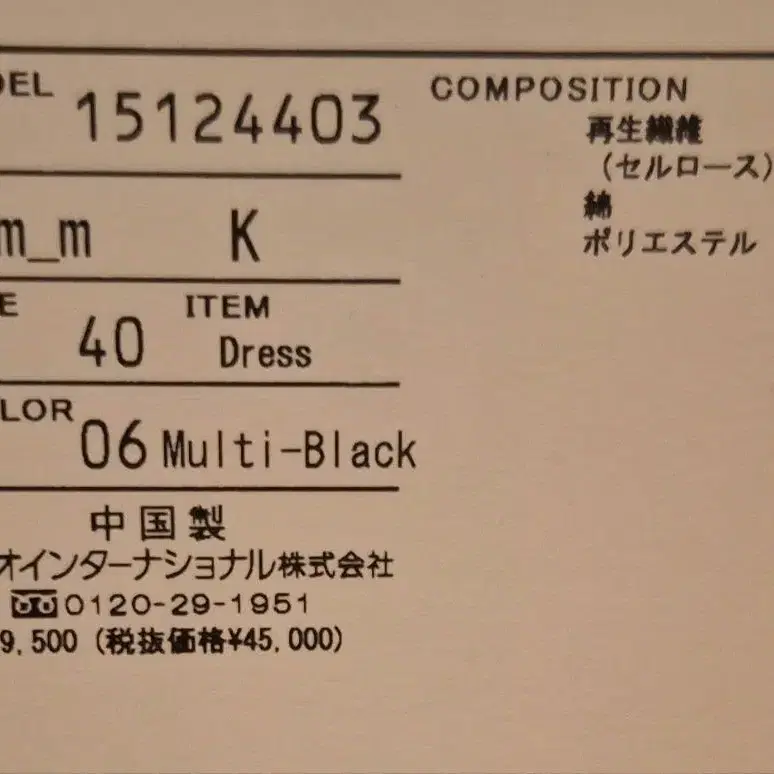 DEL 15124403
m_m K
E 40 ITEM Dress
LOR 06 Multi-Black
中国製
オインターナショナル株式会社
0120-29-1951
9,500 (税抜価格¥45,000)
COMPOSITION
再生繊維
(セルロース)
綿
ポリエステル